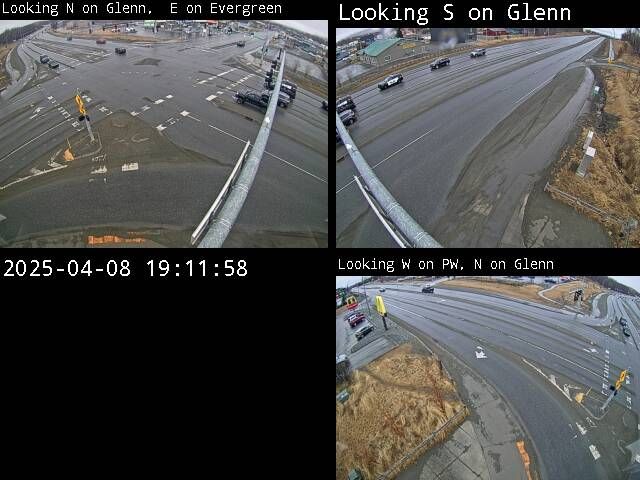 Looking N on Glenn,  E on Evergreen
Looking S on Glenn
2025-04-08 19:11:58
Looking W on PW, N on Glenn